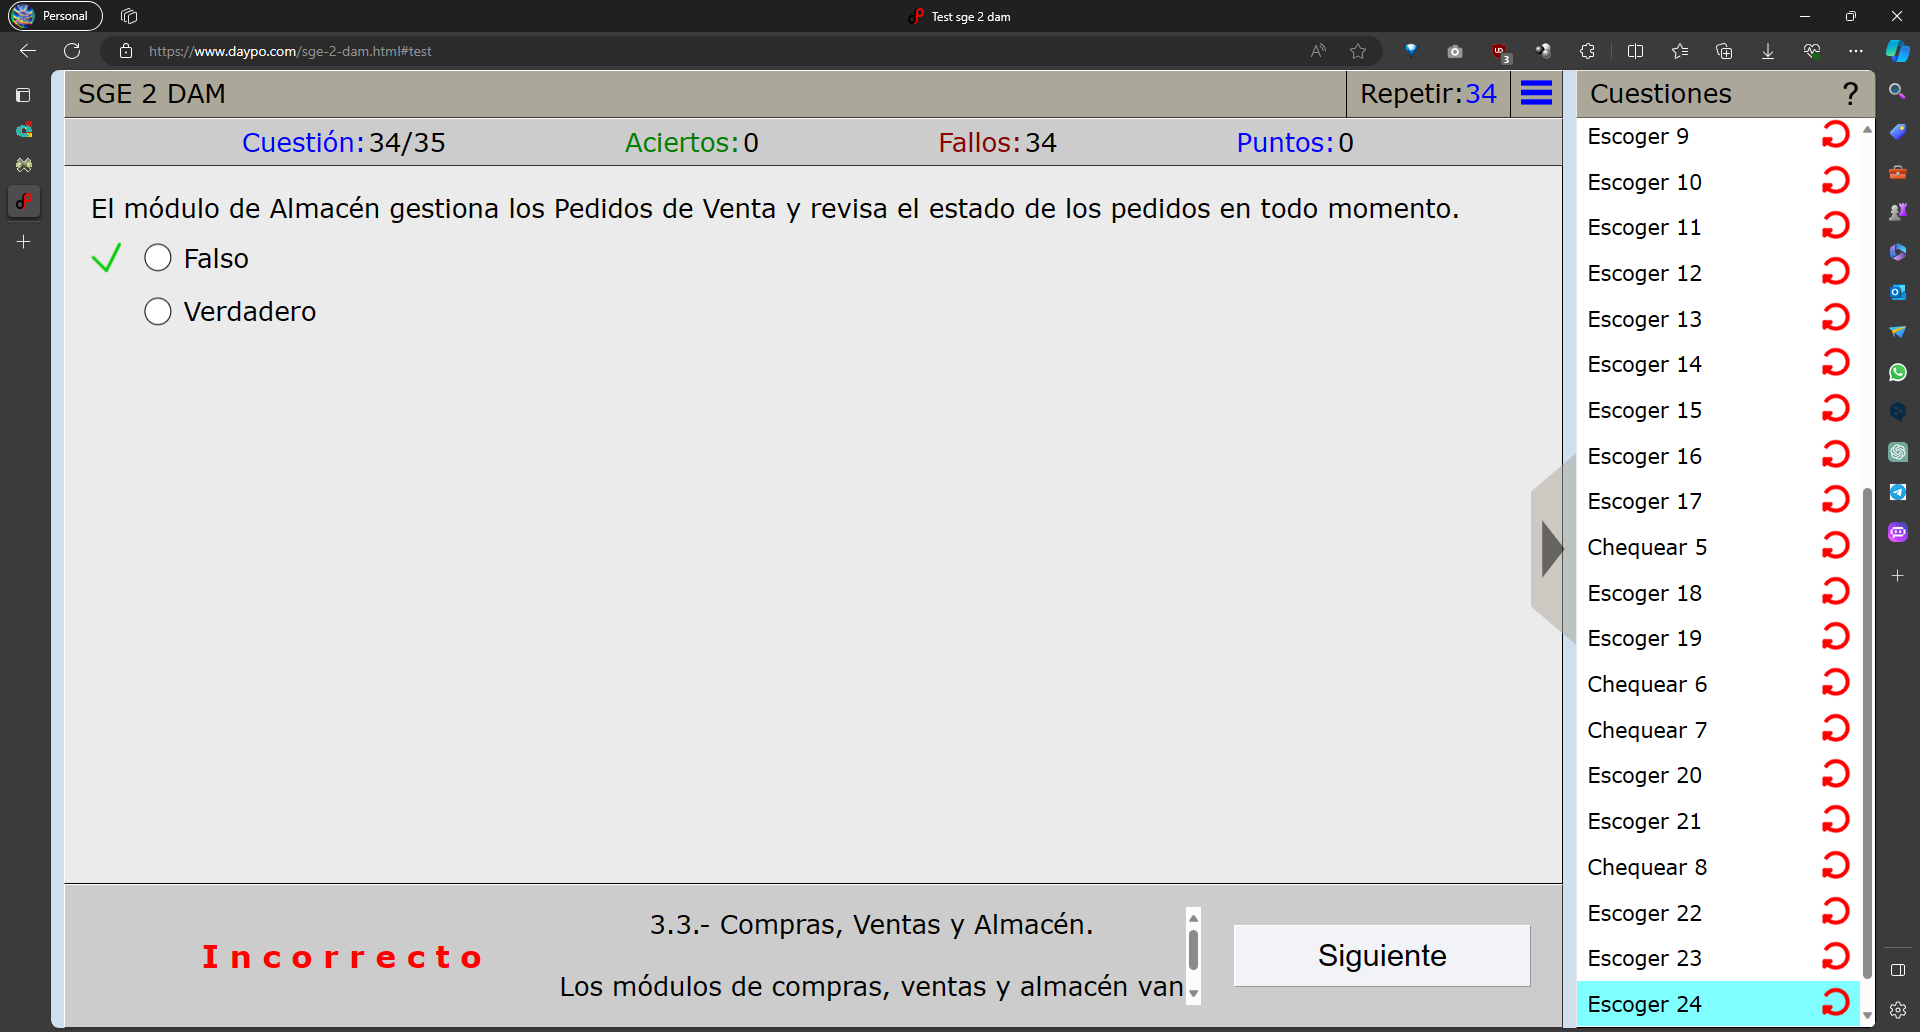 Personal
Test sge 2 dam
https://www.daypo.com/sge-2-dam.html#test
SGE 2 DAM
Repetir:34
Cuestiones
?
Cuestión:34/35
Aciertos:0
Fallos:34
Puntos:0
El módulo de Almacén gestiona los Pedidos de Venta y revisa el estado de los pedidos en todo momento.
Falso
Verdadero
Escoger 9
Escoger 10
Escoger 11
Escoger 12
Escoger 13
Escoger 14
Escoger 15
Escoger 16
Escoger 17
Chequear 5
Escoger 18
Escoger 19
Chequear 6
Chequear 7
Escoger 20
Escoger 21
Chequear 8
Escoger 22
Escoger 23
Escoger 24
Incorrecto
3.3.- Compras, Ventas y Almacén.
Los módulos de compras, ventas y almacén van
Siguiente